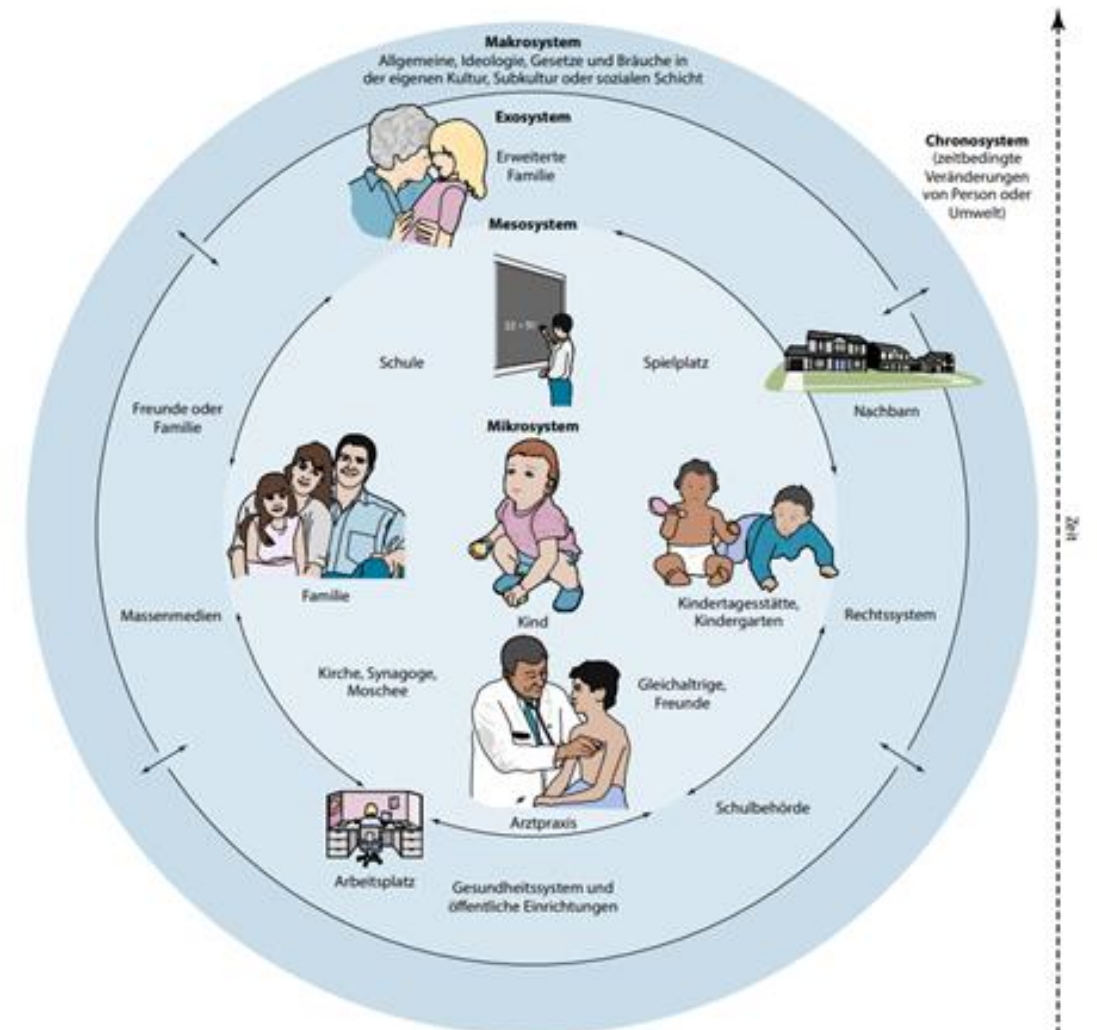 Makrosystem
Allgemeine, Ideologie, Gesetze und Bräuche in
der eigenen Kultur, Subkultur oder sozialen Schicht
Exosystem
Erweiterte
Familie
Chronosystem
(zeitbedingte
Veränderungen
von Person oder
Umwelt)
Mesosystem
Schule
Spielplatz
Freunde oder
Familie
Nachbarn
Mikrosystem
Zeit
Familie
Kind
Kindertagesstätte,
Kindergarten
Massenmedien
Rechtssystem
Kirche, Synagoge,
Moschee
Gleichaltrige,
Freunde
Schulbehörde
Arztpraxis
Arbeitsplatz
Gesundheitssystem und
öffentliche Einrichtungen